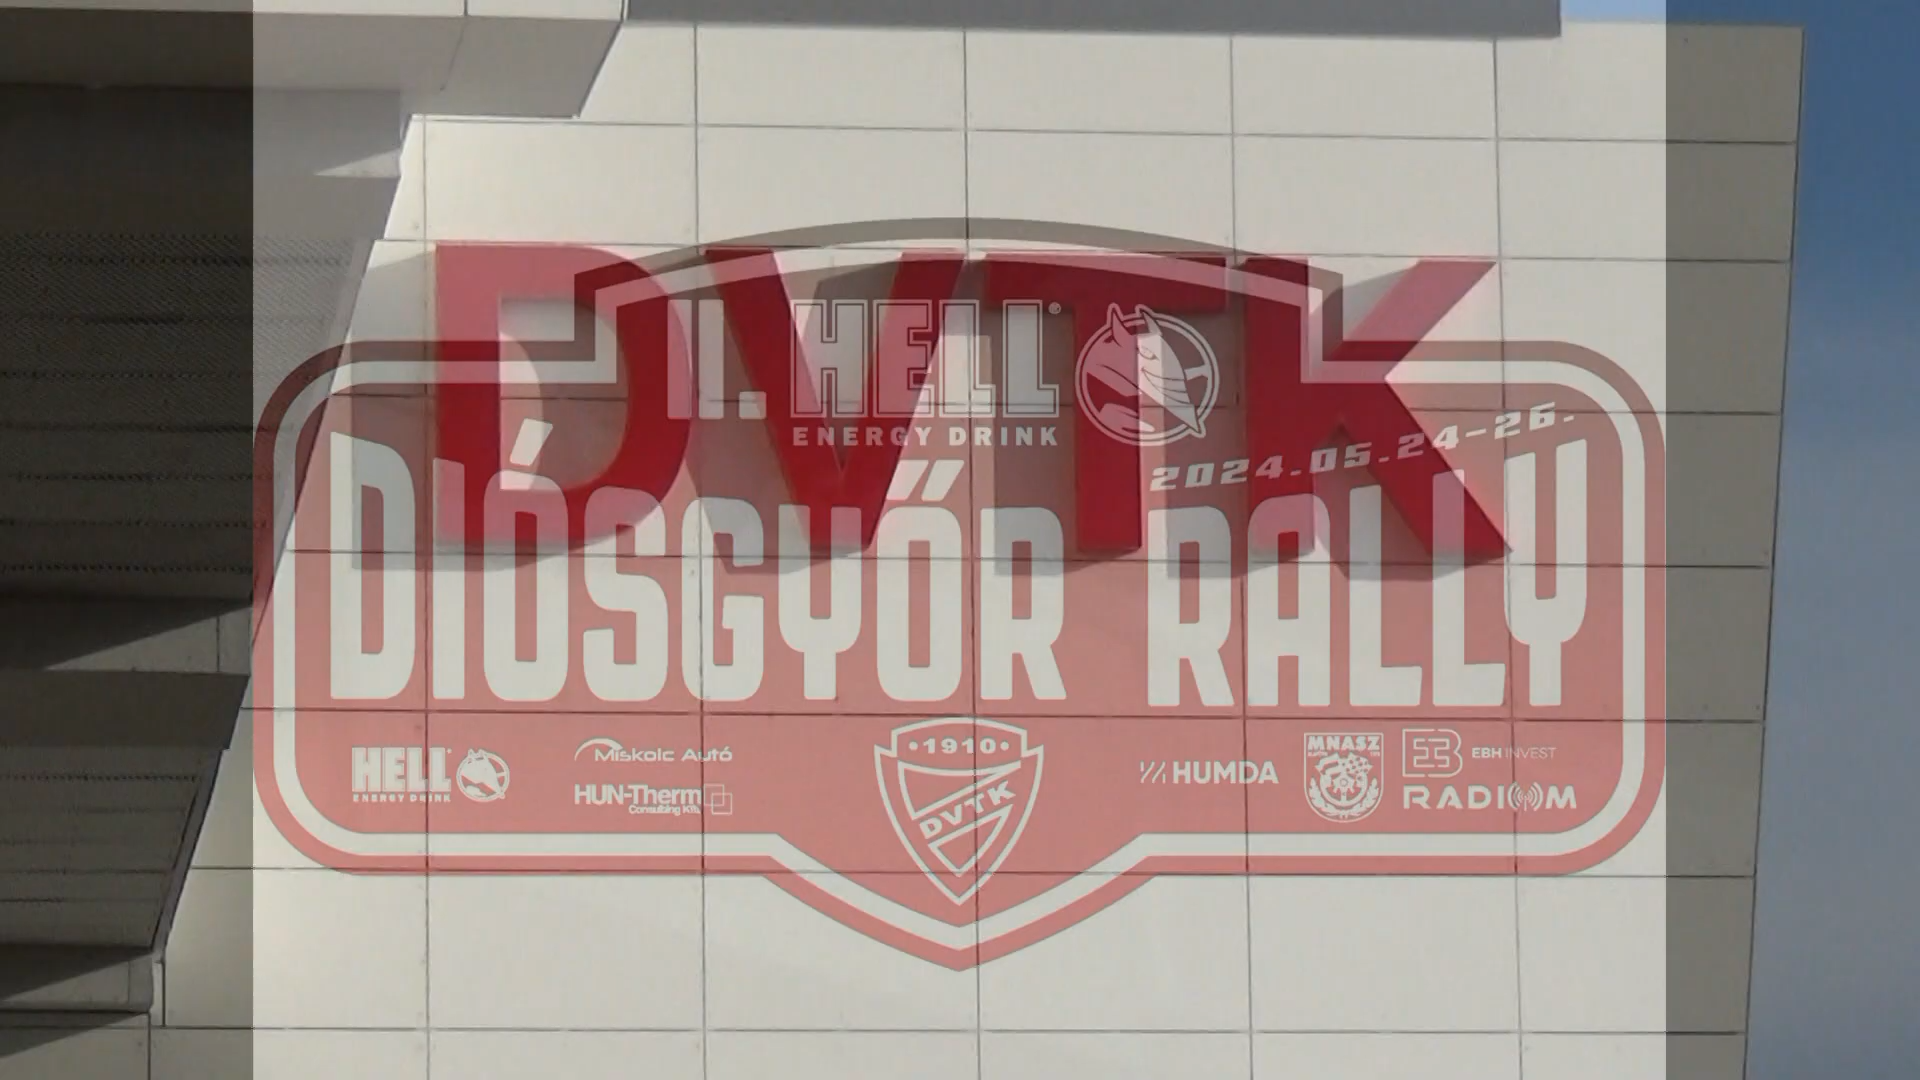 DVTK
II. HELL®
ENERGY DRINK
2024.05.24-26.
DIÓSGYŐR RALLY
HELL
ENERGY DRINK
Miskolc Autó
HUN-Therm
Consulting Kft.
•1910•
DVTK
HUMDA
MNASZ
EBH INVEST
RADIOM